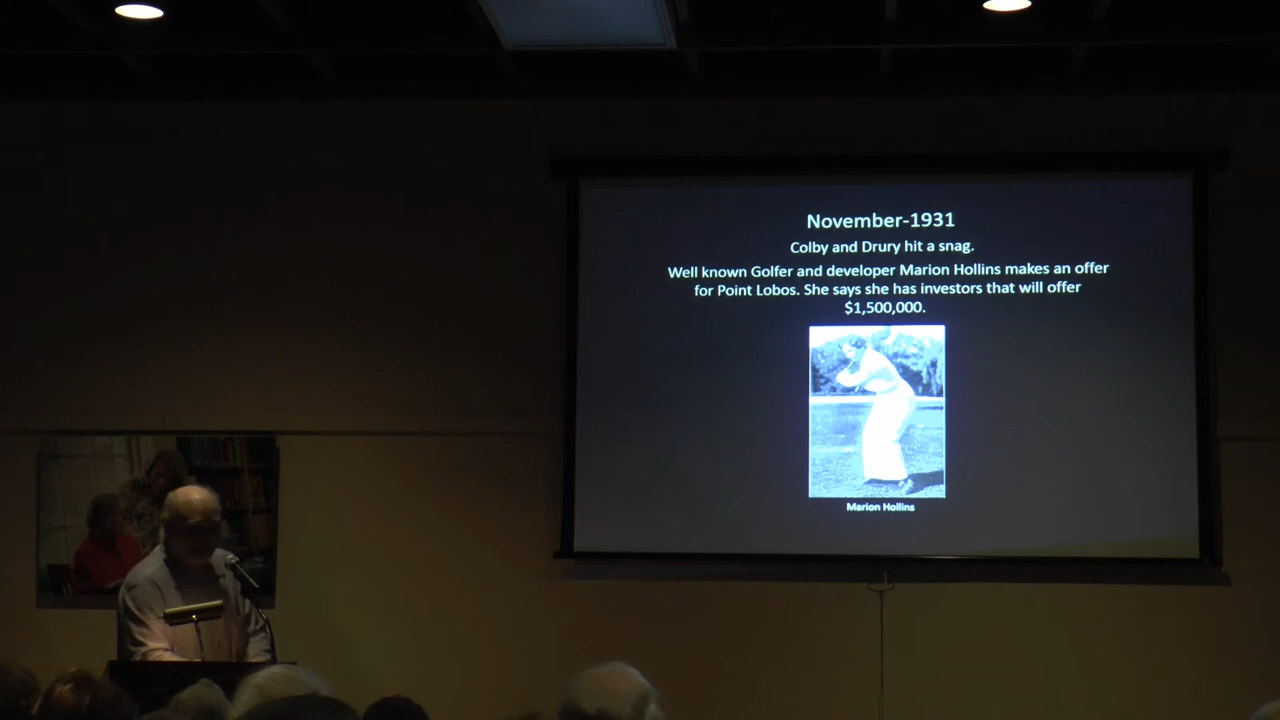 November-1931
Colby and Drury hit a snag.
Well known Golfer and developer Marion Hollins makes an offer
for Point Lobos. She says she has investors that will offer
$1,500,000.
Marion Hollins